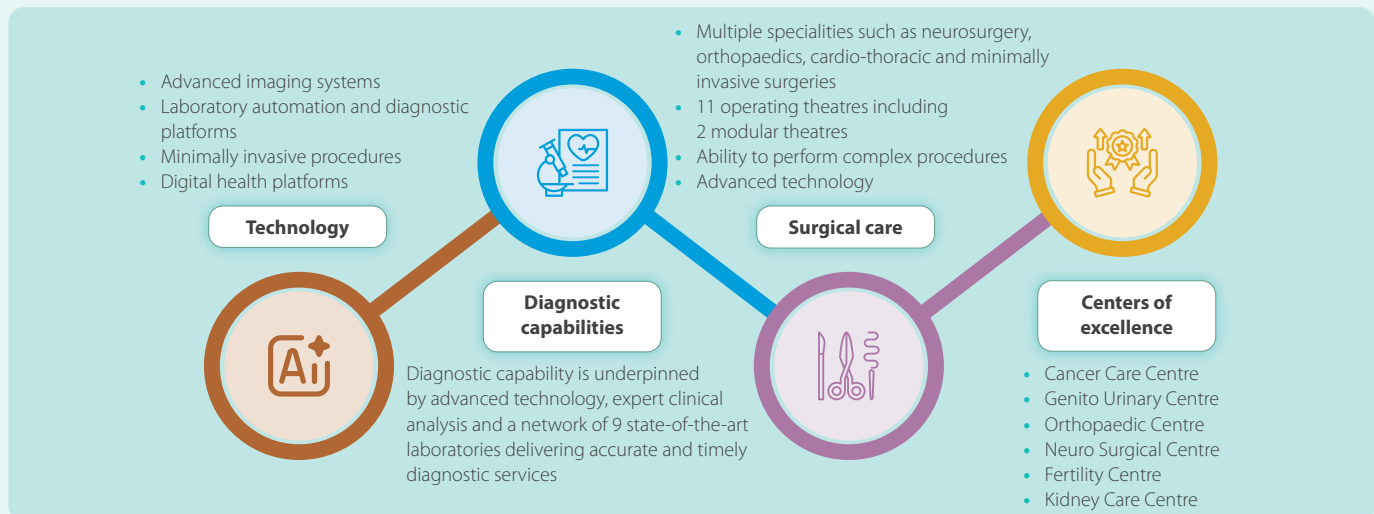 • Advanced imaging systems
• Laboratory automation and diagnostic
platforms
• Minimally invasive procedures
• Digital health platforms
Technology
Ai
Diagnostic
capabilities
Diagnostic capability is underpinned
by advanced technology, expert clinical
analysis and a network of 9 state-of-the-art
laboratories delivering accurate and timely
diagnostic services
• Multiple specialities such as neurosurgery,
orthopaedics, cardio-thoracic and minimally
invasive surgeries
• 11 operating theatres including
2 modular theatres
• Ability to perform complex procedures
• Advanced technology
Surgical care
Centers of
excellence
• Cancer Care Centre
• Genito Urinary Centre
• Orthopaedic Centre
• Neuro Surgical Centre
• Fertility Centre
• Kidney Care Centre